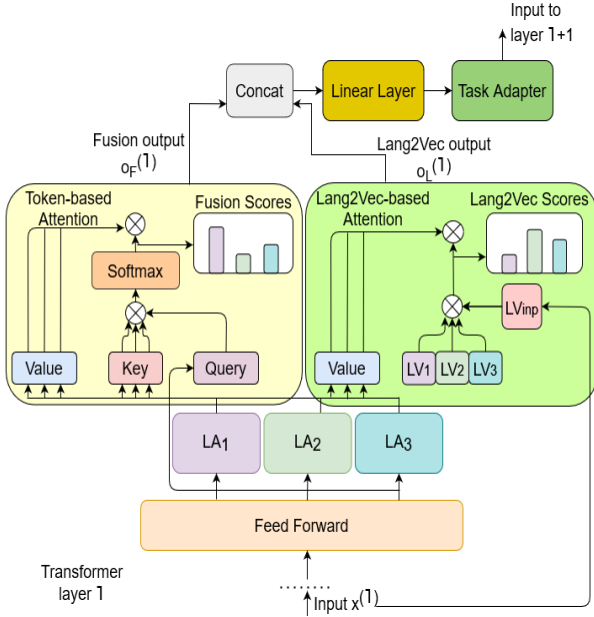 Input to
layer l+1
Concat
Linear Layer
Task Adapter
Fusion output
o_F(l)
Lang2Vec output
o_L(l)
Token-based
Attention
Fusion Scores
Softmax
Value
Key
Query
Lang2Vec-based
Attention
Lang2Vec Scores
LVinp
Value
LV1
LV2
LV3
LA1
LA2
LA3
Feed Forward
Transformer
layer l
Input x(l)